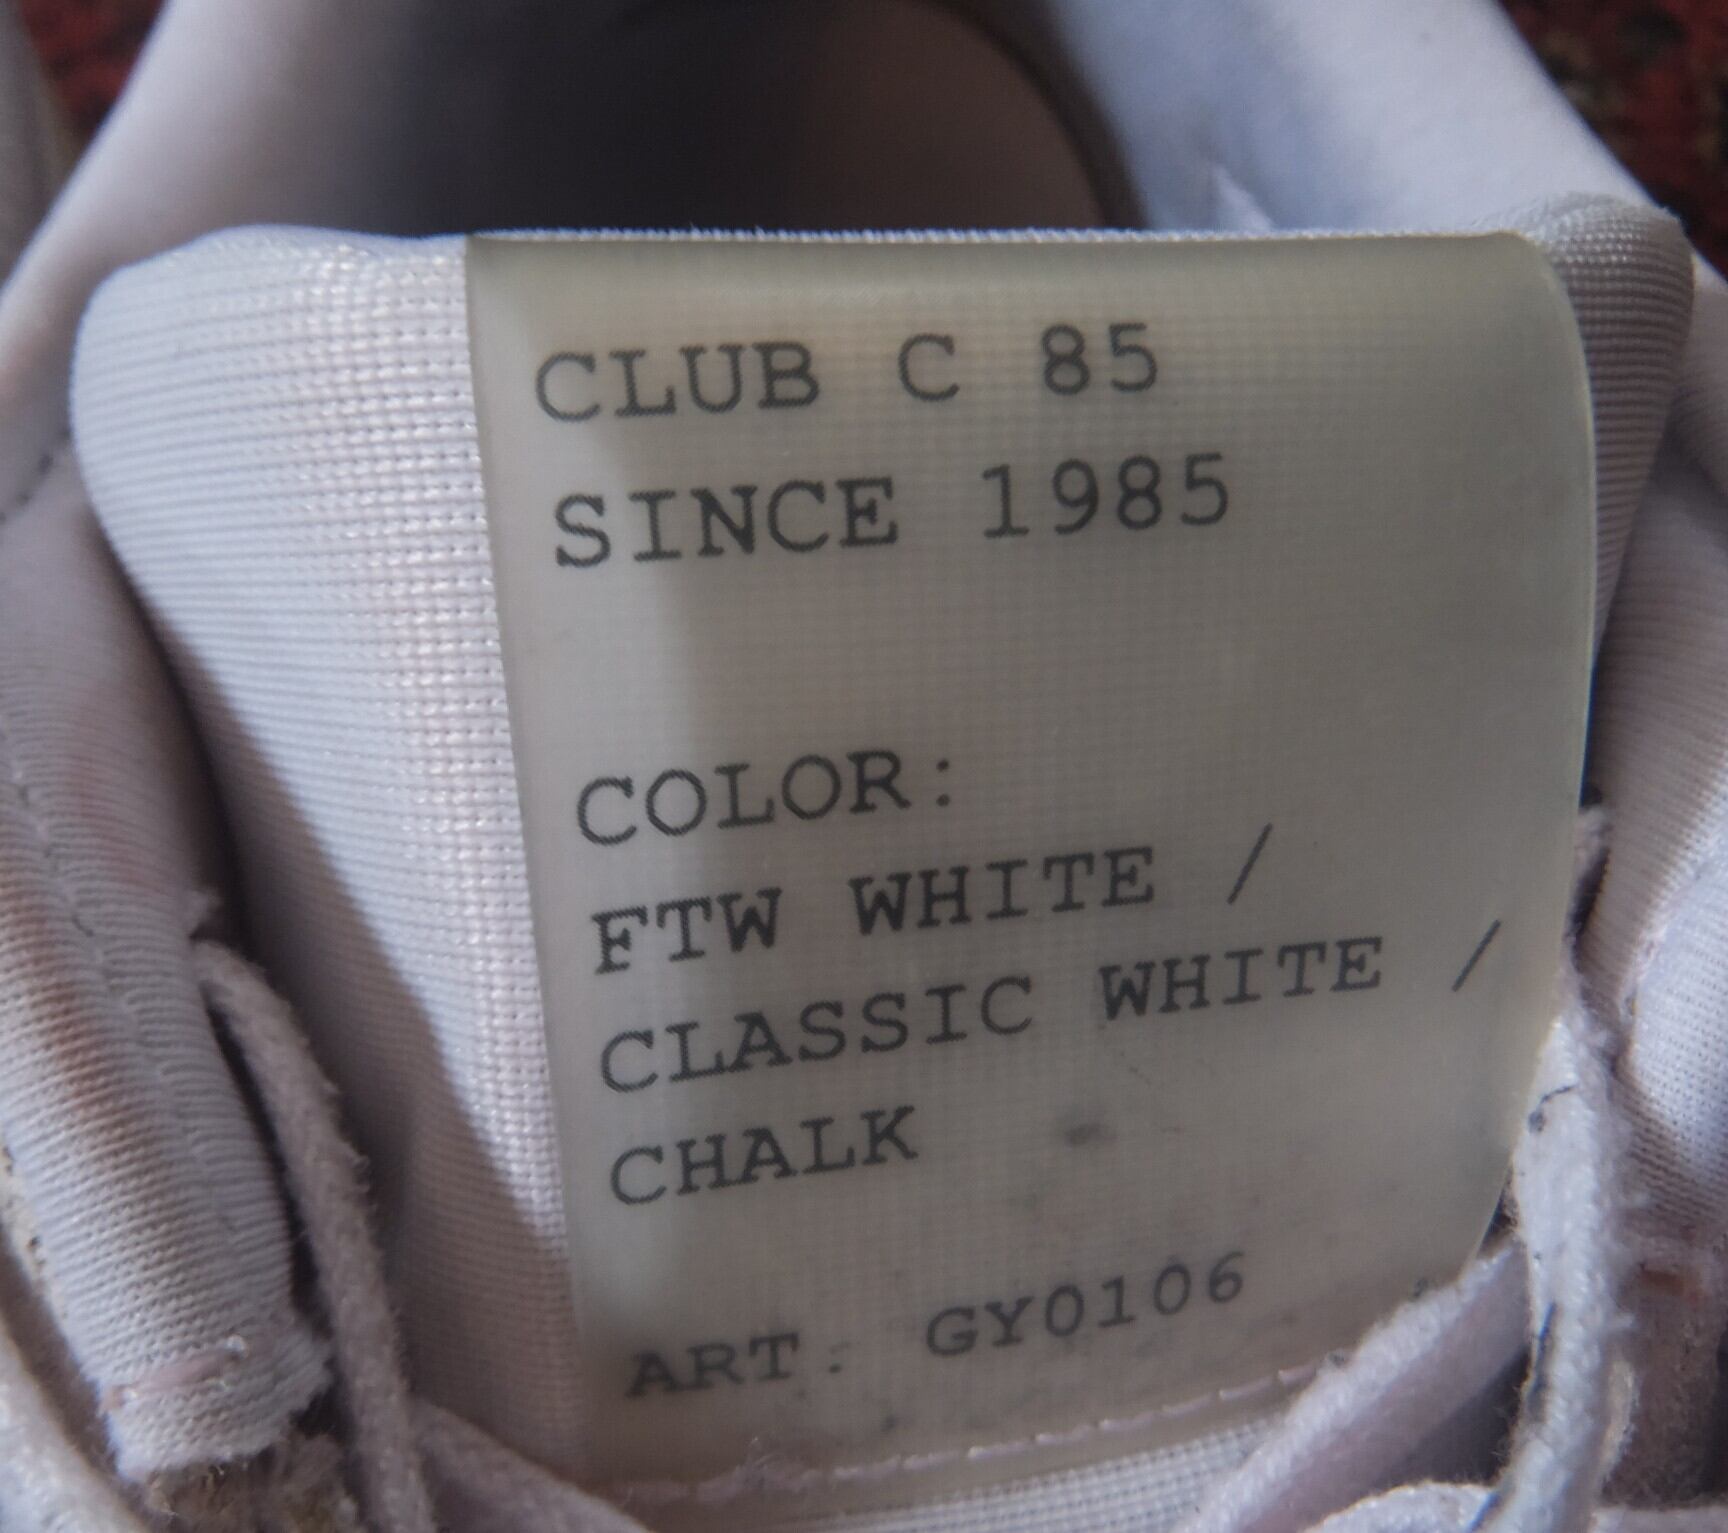 CLUB C 85
SINCE 1985
COLOR:
FTW WHITE /
CLASSIC WHITE /
CHALK
ART: GY0106